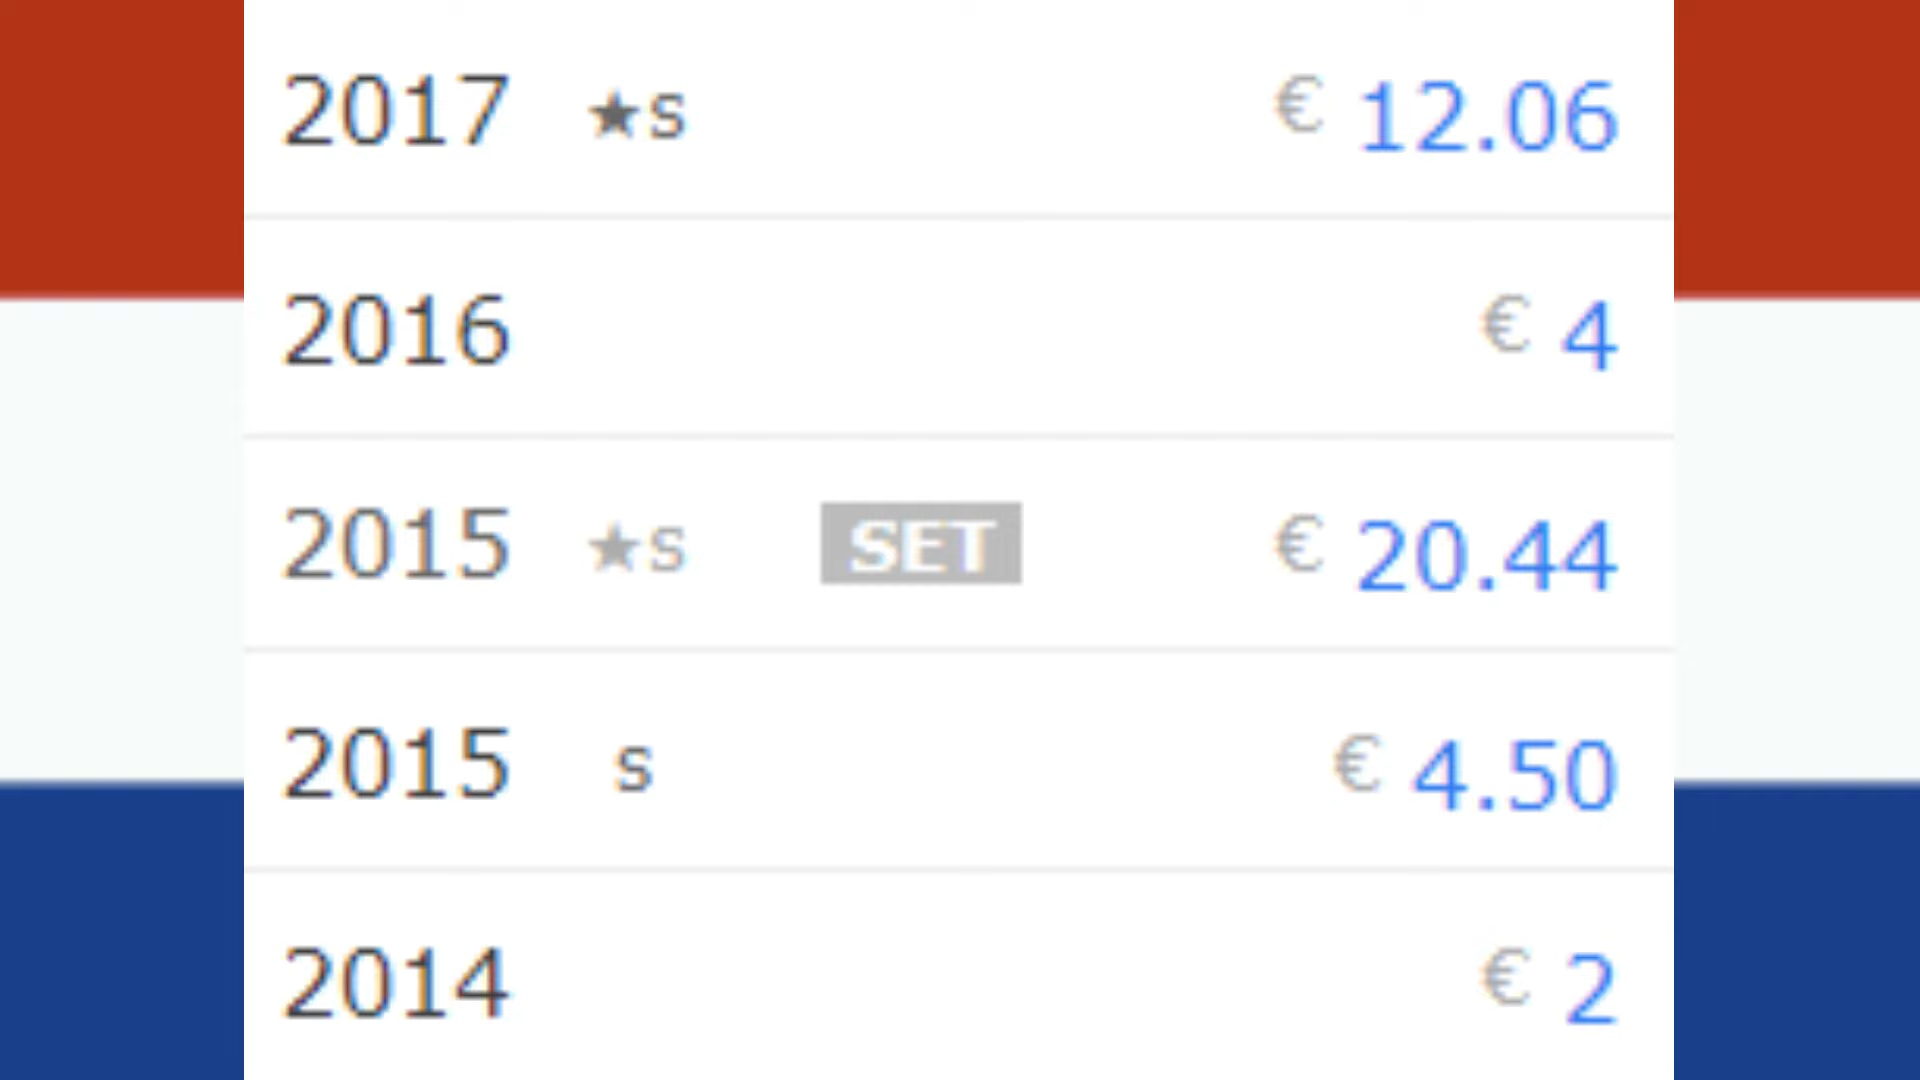 2017 ★s € 12.06
2016 € 4
2015 ★s SET € 20.44
2015 s € 4.50
2014 € 2